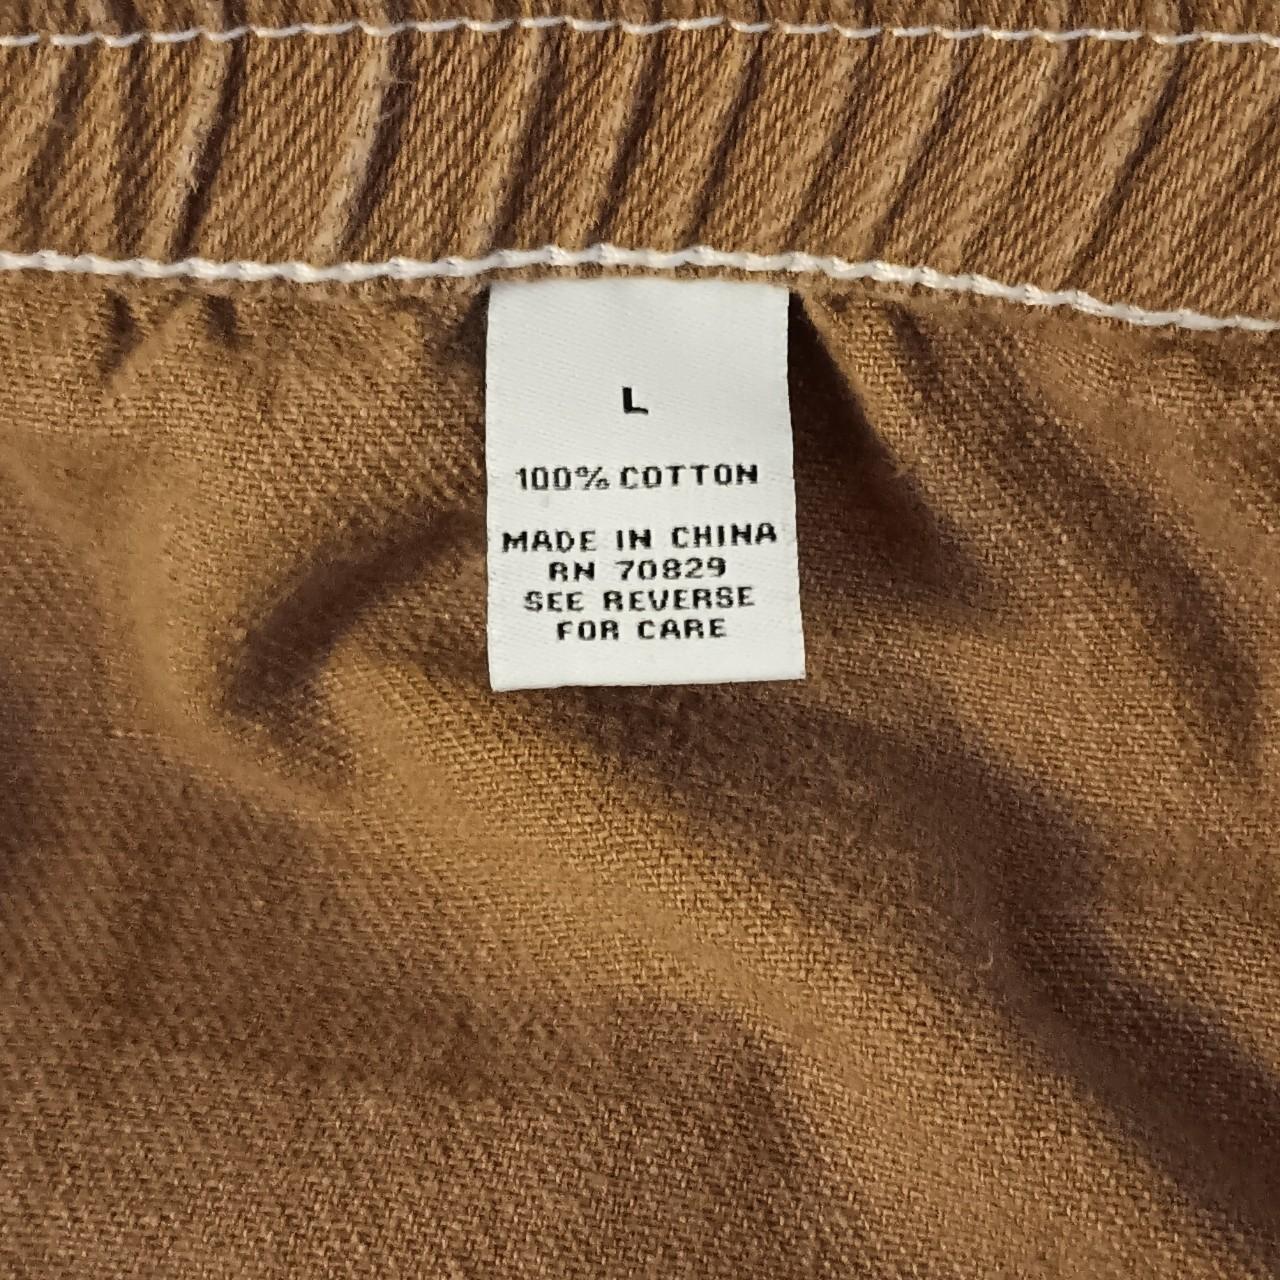 L
100% COTTON
MADE IN CHINA
RN 70829
SEE REVERSE
FOR CARE